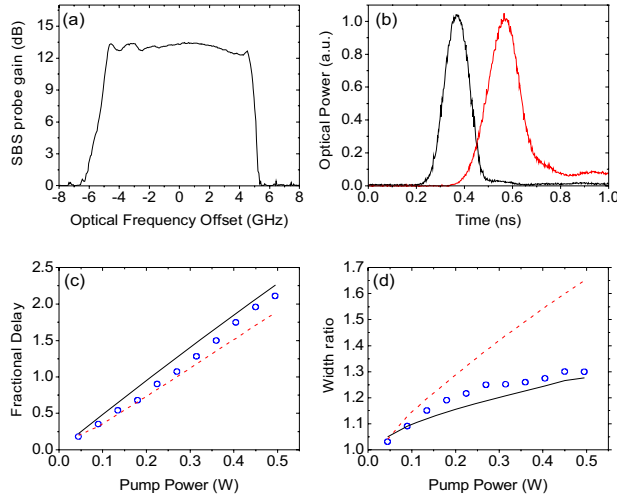 (a)
SBS probe gain (dB)
15
12
9
6
3
0
-8 -6 -4 -2 0 2 4 6 8
Optical Frequency Offset (GHz)
(b)
Optical Power (a.u.)
1.0
0.8
0.6
0.4
0.2
0.0
0.0 0.2 0.4 0.6 0.8 1.0
Time (ns)
(c)
Fractional Delay
2.5
2.0
1.5
1.0
0.5
0.0
0.0 0.1 0.2 0.3 0.4 0.5
Pump Power (W)
(d)
Width ratio
1.7
1.6
1.5
1.4
1.3
1.2
1.1
1.0
0.0 0.1 0.2 0.3 0.4 0.5
Pump Power (W)